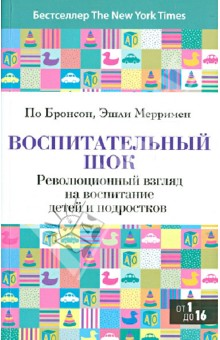 Бестселлер The New York Times
По Бронсон, Эшли Мерримен
ВОСПИТАТЕЛЬНЫЙ
ШОК
Революционный взгляд
на воспитание
детей и подростков
ОТ 1
ДО 16